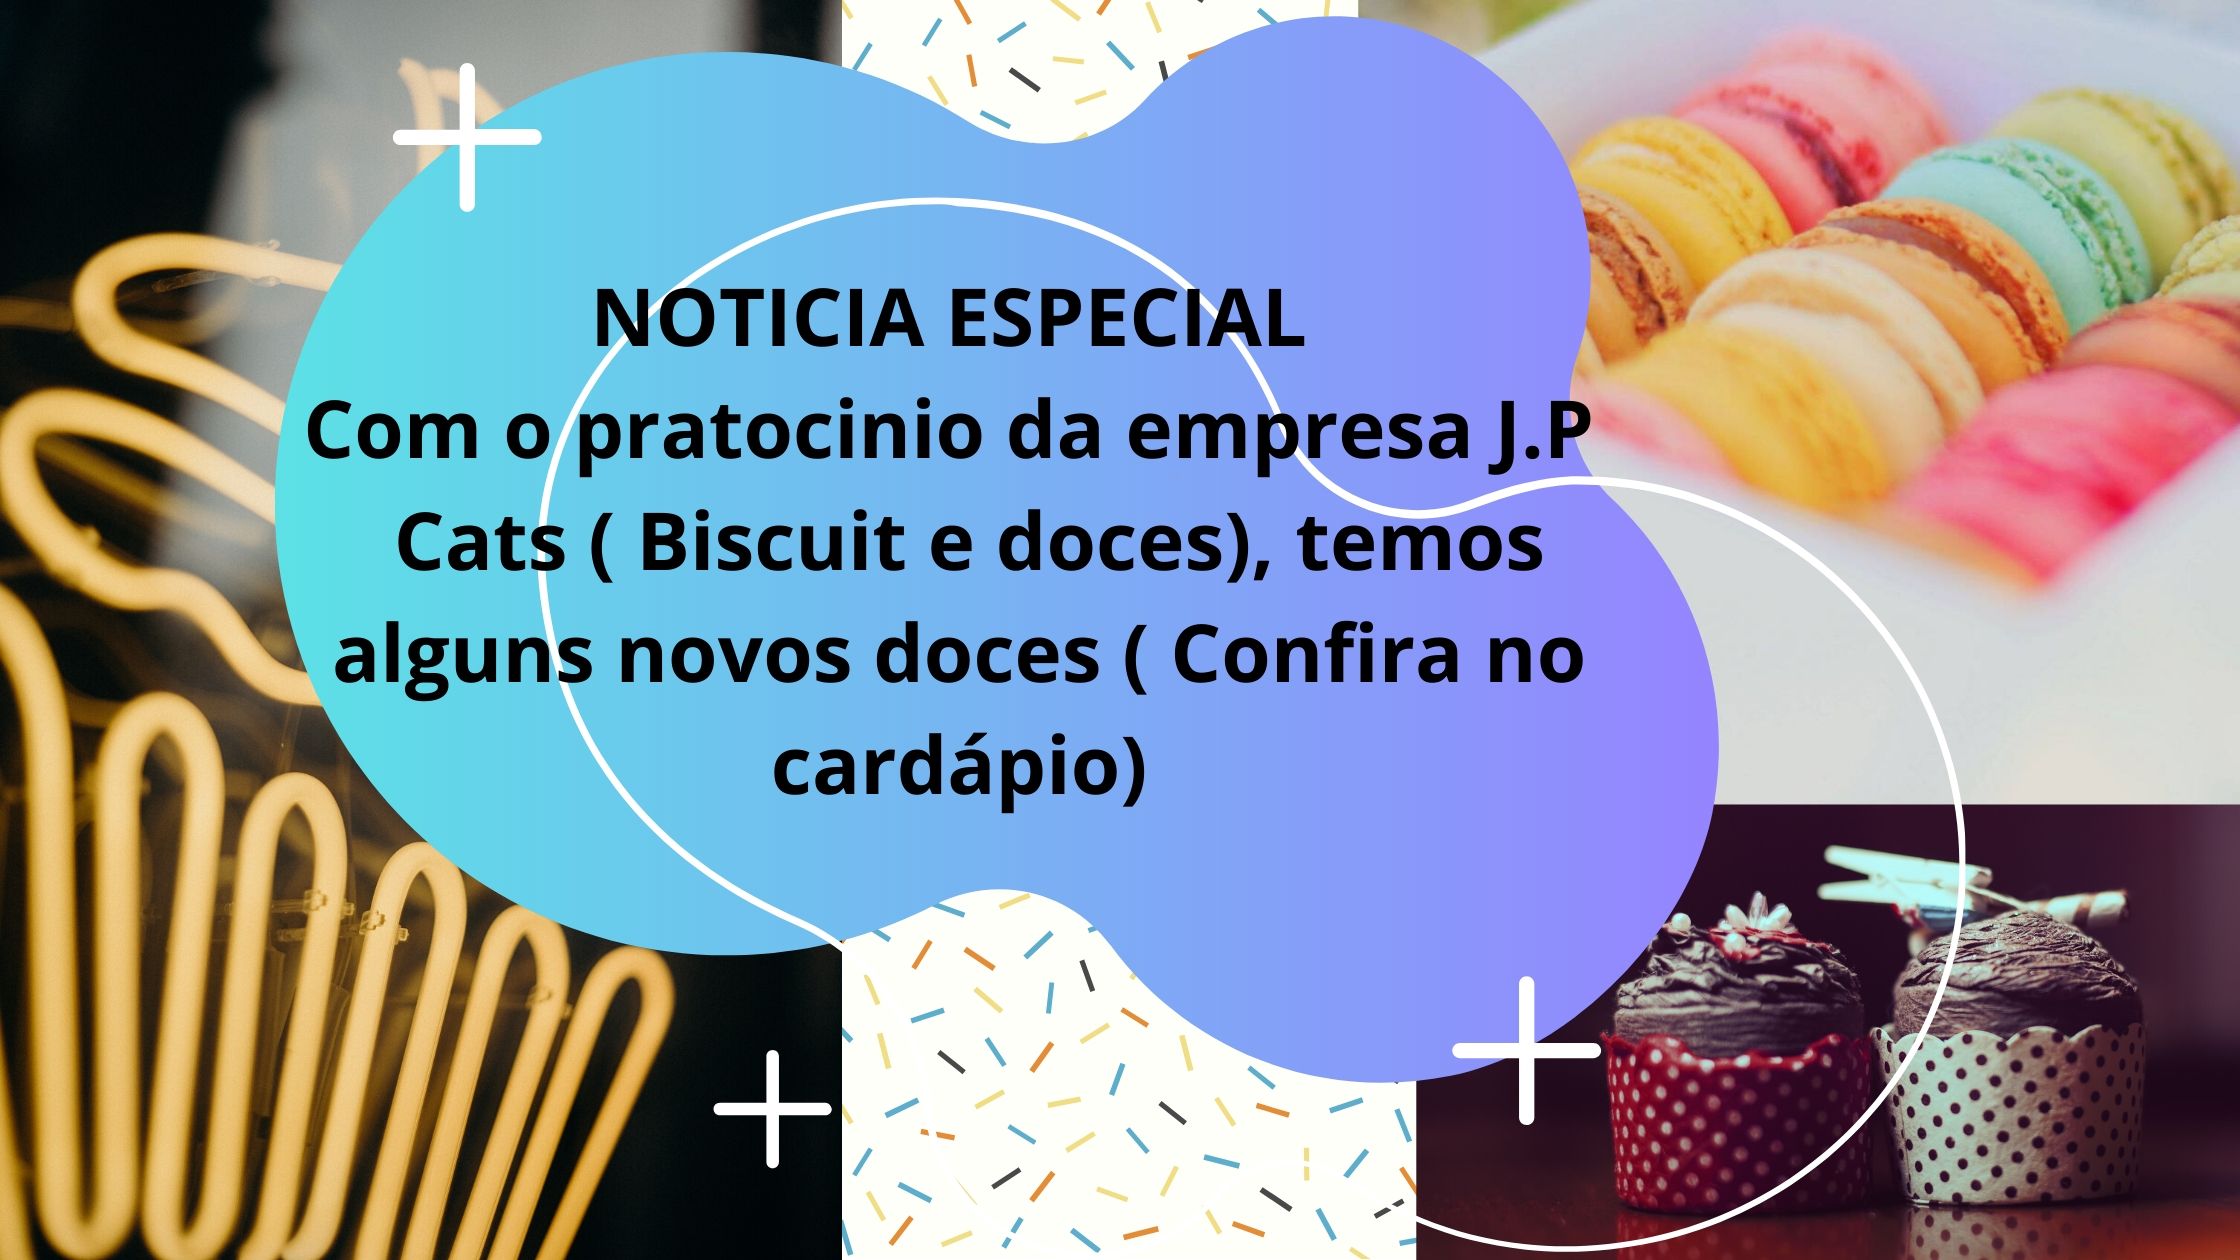 NOTICIA ESPECIAL
Com o pratocinio da empresa J.P
Cats ( Biscuit e doces), temos
alguns novos doces ( Confira no
cardápio)